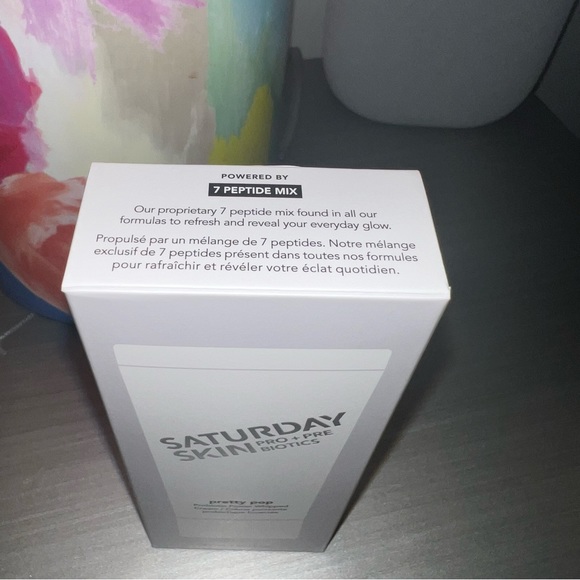 POWERED BY
7 PEPTIDE MIX
Our proprietary 7 peptide mix found in all our
formulas to refresh and reveal your everyday glow.
Propulsé par un mélange de 7 peptides. Notre mélange
exclusif de 7 peptides présent dans toutes nos formules
pour rafraîchir et révéler votre éclat quotidien.
SATURDAY
SKIN PRO + PRE
BIOTICS
pretty pop